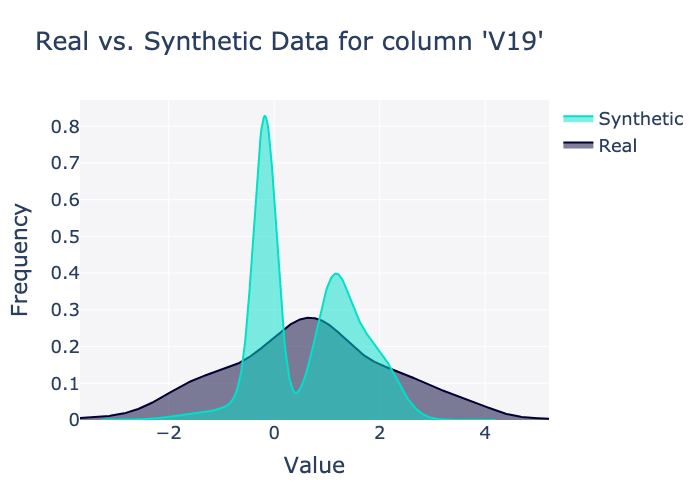 Real vs. Synthetic Data for column 'V19'
Synthetic
Real
0.8
0.7
0.6
0.5
0.4
0.3
0.2
0.1
0
Frequency
−2
0
2
4
Value